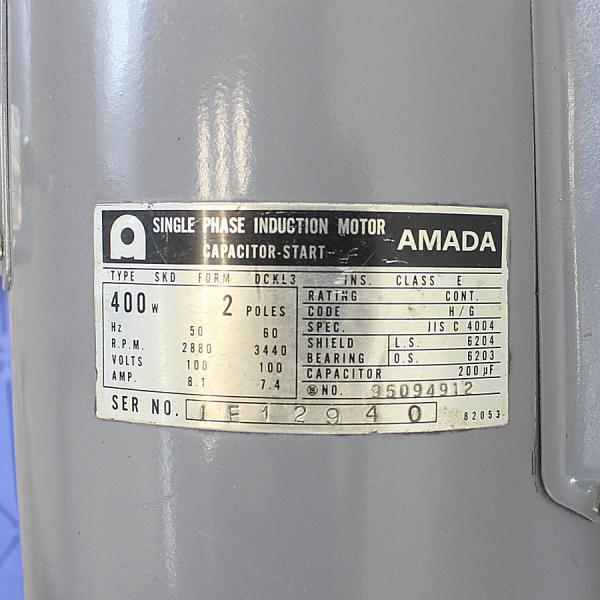 SINGLE PHASE INDUCTION MOTOR
CAPACITOR-START
AMADA
TYPE SKD FORM DCKL3 INS. CLASS E
400 W 2 POLES
Hz 50 60
R.P.M. 2880 3440
VOLTS 100 100
AMP. 8.1 7.4
RATING CONT.
CODE H/G
SPEC. JIS C 4004
SHIELD L.S. 6204
BEARING O.S. 6203
CAPACITOR 200 µF
NO. 95094912
SER NO. 1E12940
82053